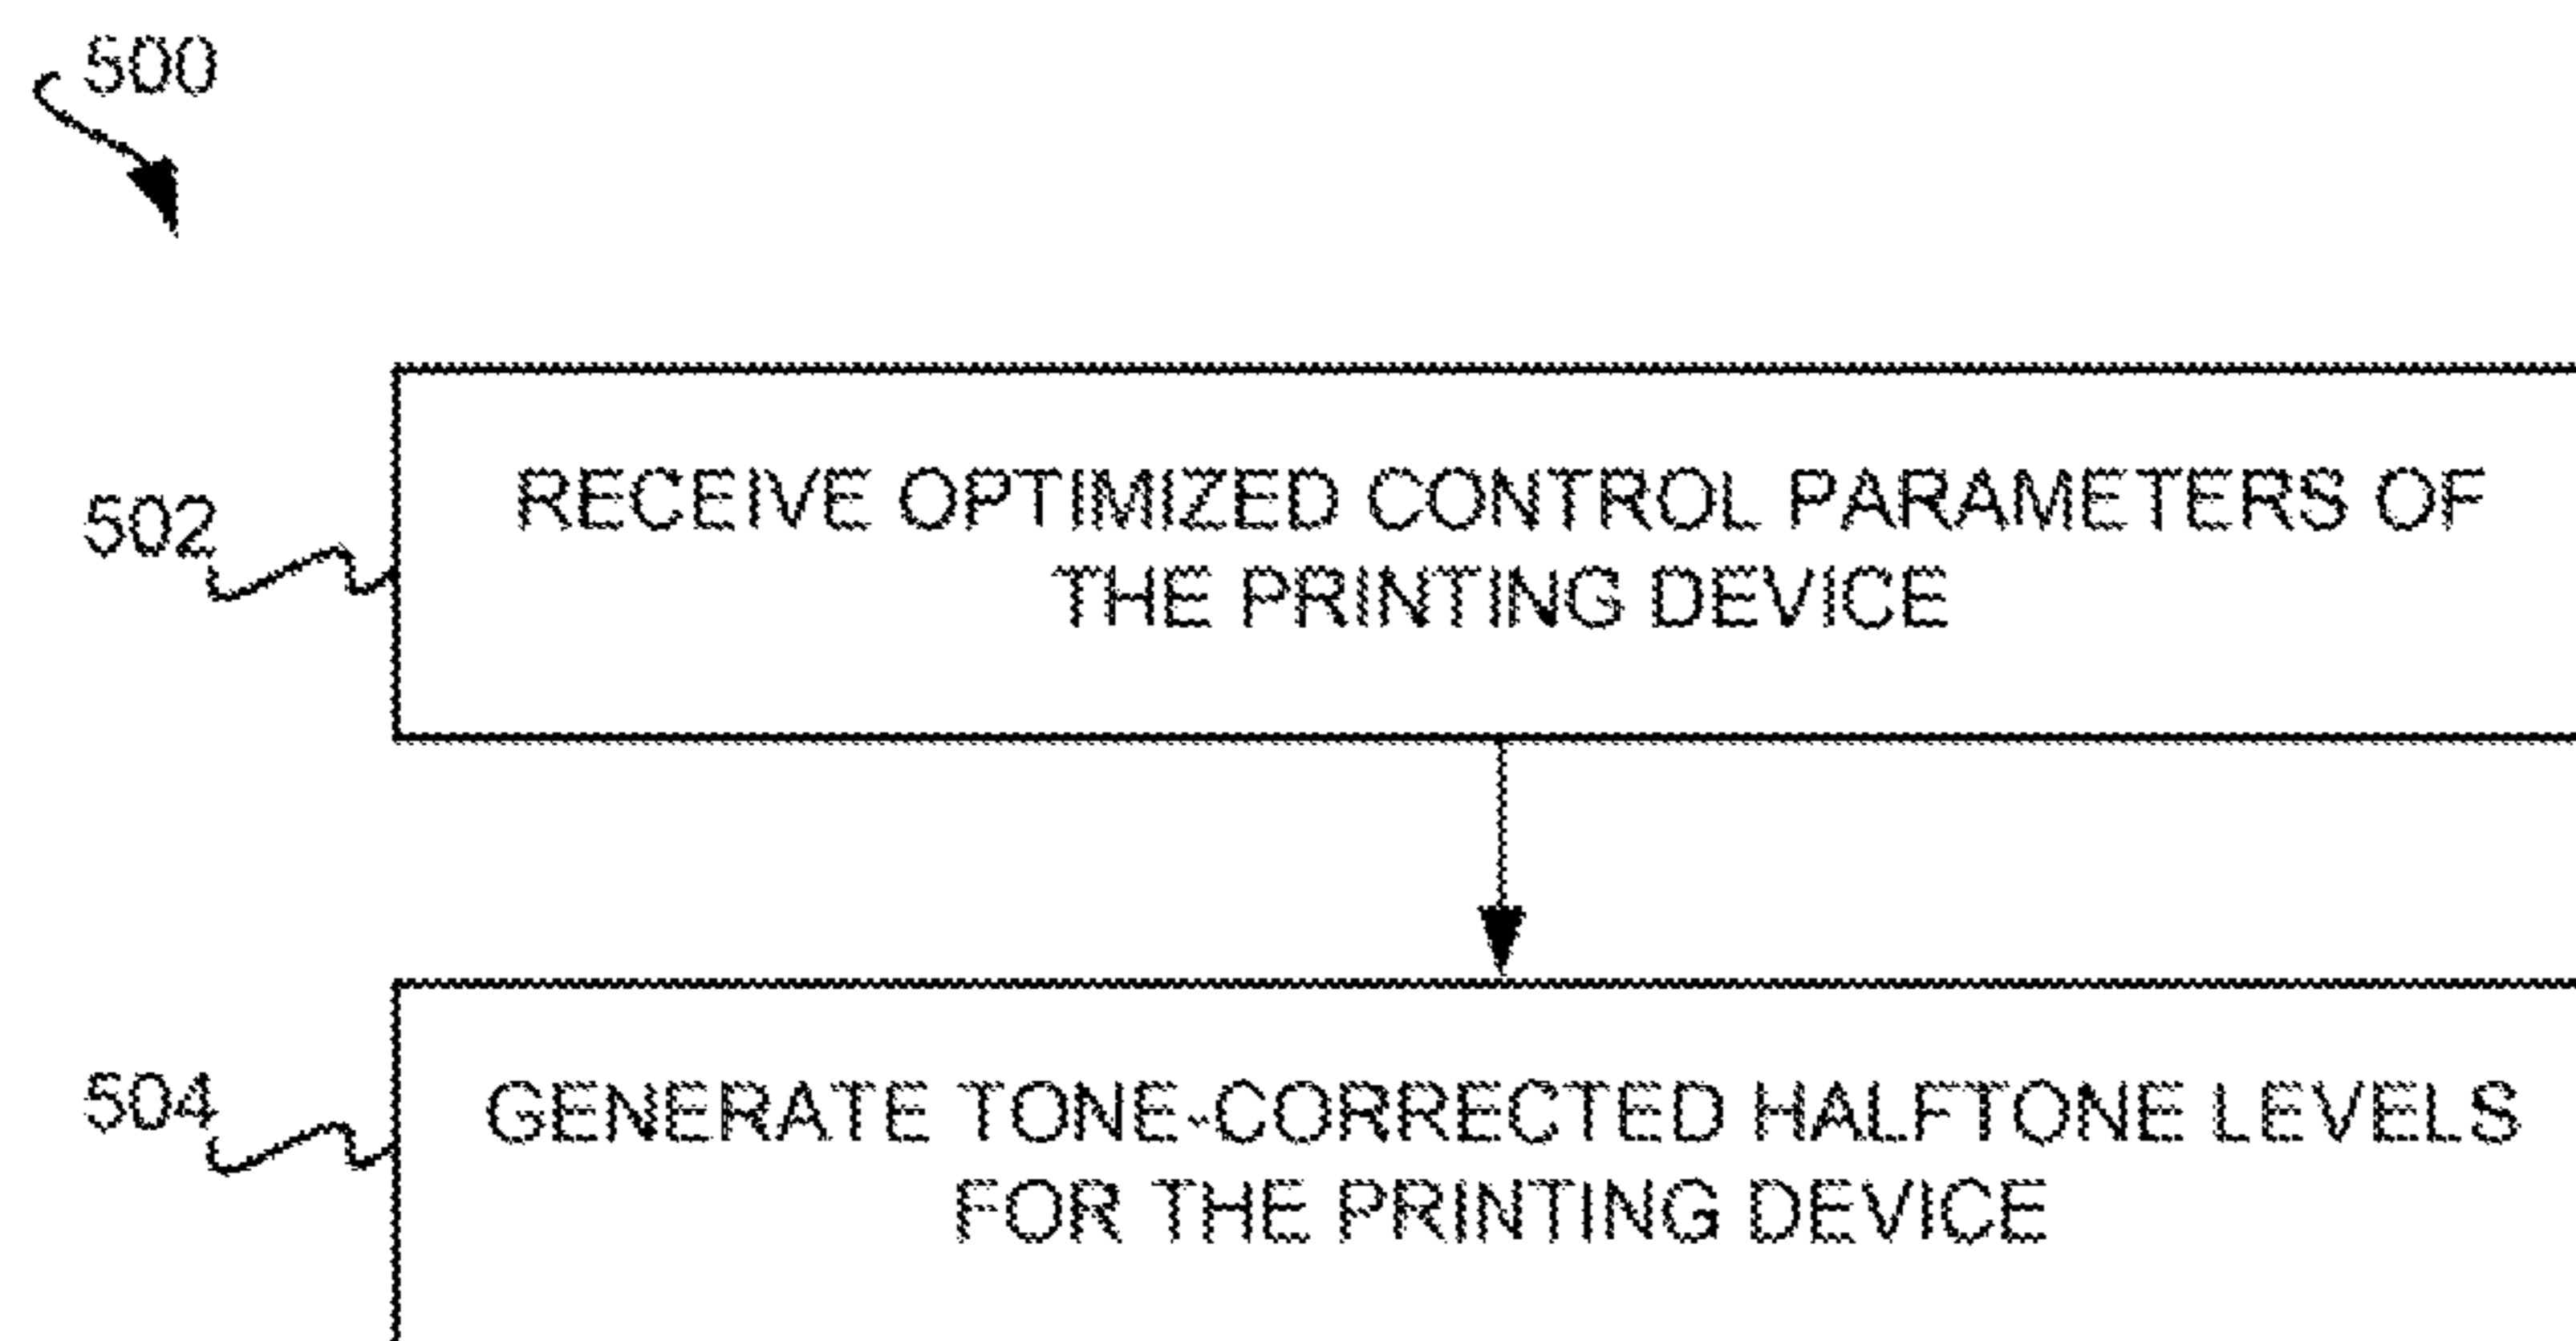 500
502
RECEIVE OPTIMIZED CONTROL PARAMETERS OF
THE PRINTING DEVICE
504
GENERATE TONE-CORRECTED HALFTONE LEVELS
FOR THE PRINTING DEVICE